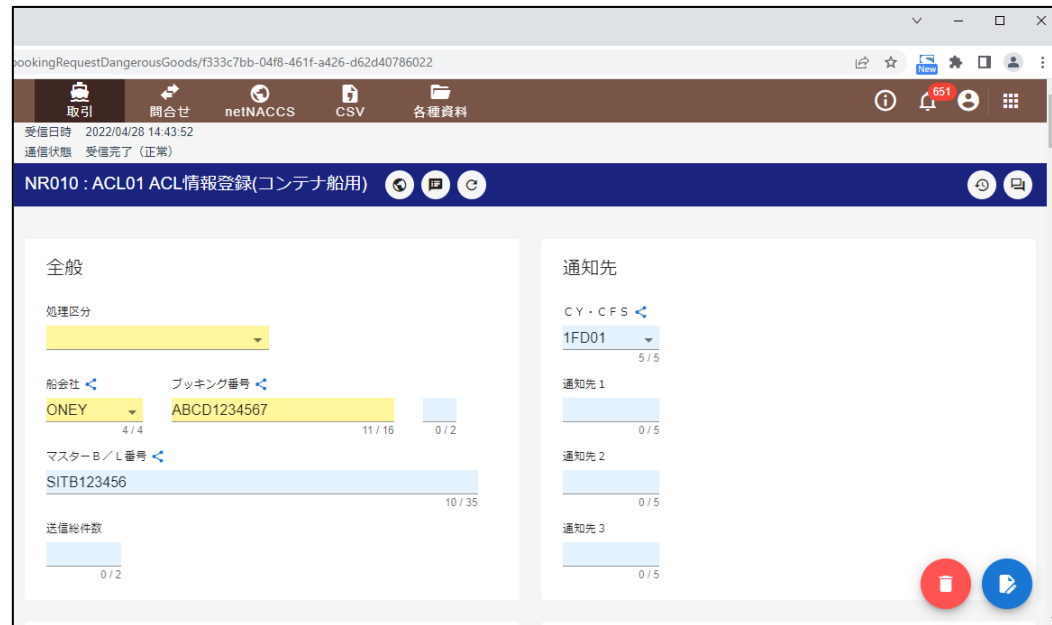 ookingRequestDangerousGoods/f333c7bb-04f8-461f-a426-d62d40786022
New
取引 問合せ netNACCS CSV 各種資料
651
受信日時 2022/04/28 14:43:52
通信状態 受信完了（正常）
NR010 : ACL01 ACL情報登録(コンテナ船用)
全般
処理区分
船会社 ブッキング番号
ONEY ABCD1234567
4 / 4 11 / 16 0 / 2
マスターＢ／Ｌ番号
SITB123456
10 / 35
送信総件数
0 / 2
通知先
ＣＹ・ＣＦＳ
1FD01
5 / 5
通知先１
0 / 5
通知先２
0 / 5
通知先３
0 / 5